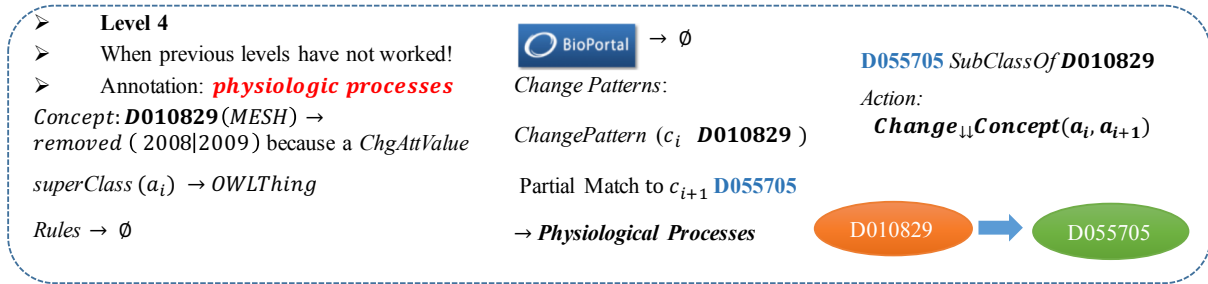 ➢ Level 4
➢ When previous levels have not worked!
➢ Annotation: physiologic processes
Concept: D010829(MESH) →
removed ( 2008|2009) because a ChgAttValue
superClass (aᵢ) → OWLThing
Rules → ∅
BioPortal → ∅
Change Patterns:
ChangePattern (cᵢ D010829 )
Partial Match to cᵢ₊₁ D055705
→ Physiological Processes
D055705 SubClassOf D010829
Action:
Change↓↓Concept(aᵢ, aᵢ₊₁)
D010829
D055705